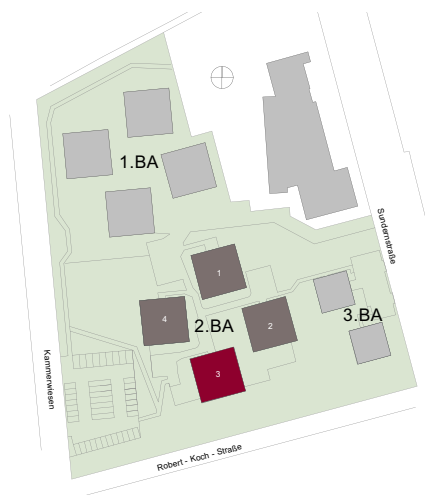 1.BA
Sundernstraße
1
4
2.BA
2
3.BA
3
Kammerwiesen
Robert - Koch - Straße